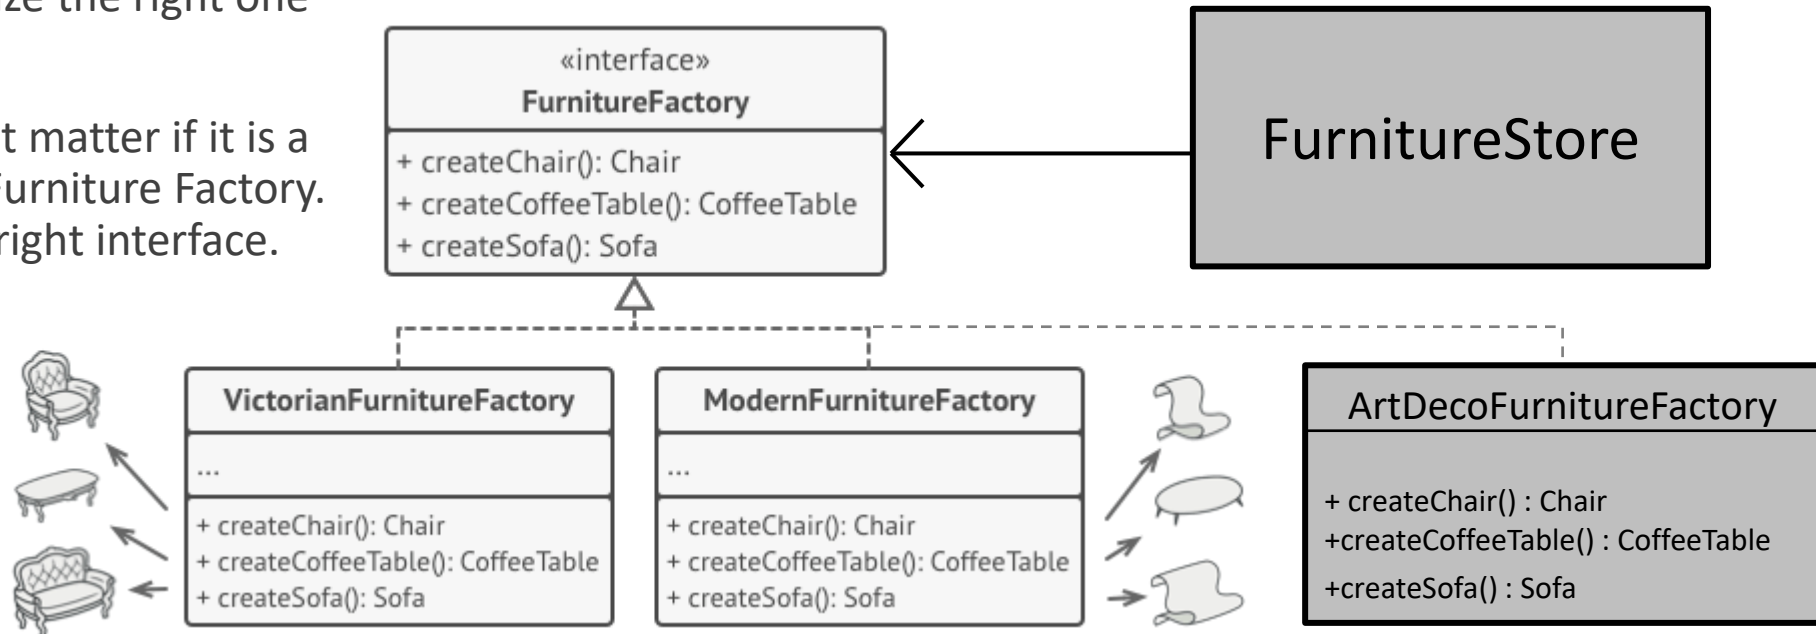 ze the right one
t matter if it is a
Furniture Factory.
right interface.
«interface»
FurnitureFactory
+ createChair(): Chair
+ createCoffeeTable(): CoffeeTable
+ createSofa(): Sofa
FurnitureStore
VictorianFurnitureFactory
...
+ createChair(): Chair
+ createCoffeeTable(): CoffeeTable
+ createSofa(): Sofa
ModernFurnitureFactory
...
+ createChair(): Chair
+ createCoffeeTable(): CoffeeTable
+ createSofa(): Sofa
ArtDecoFurnitureFactory
+ createChair() : Chair
+createCoffeeTable() : CoffeeTable
+createSofa() : Sofa